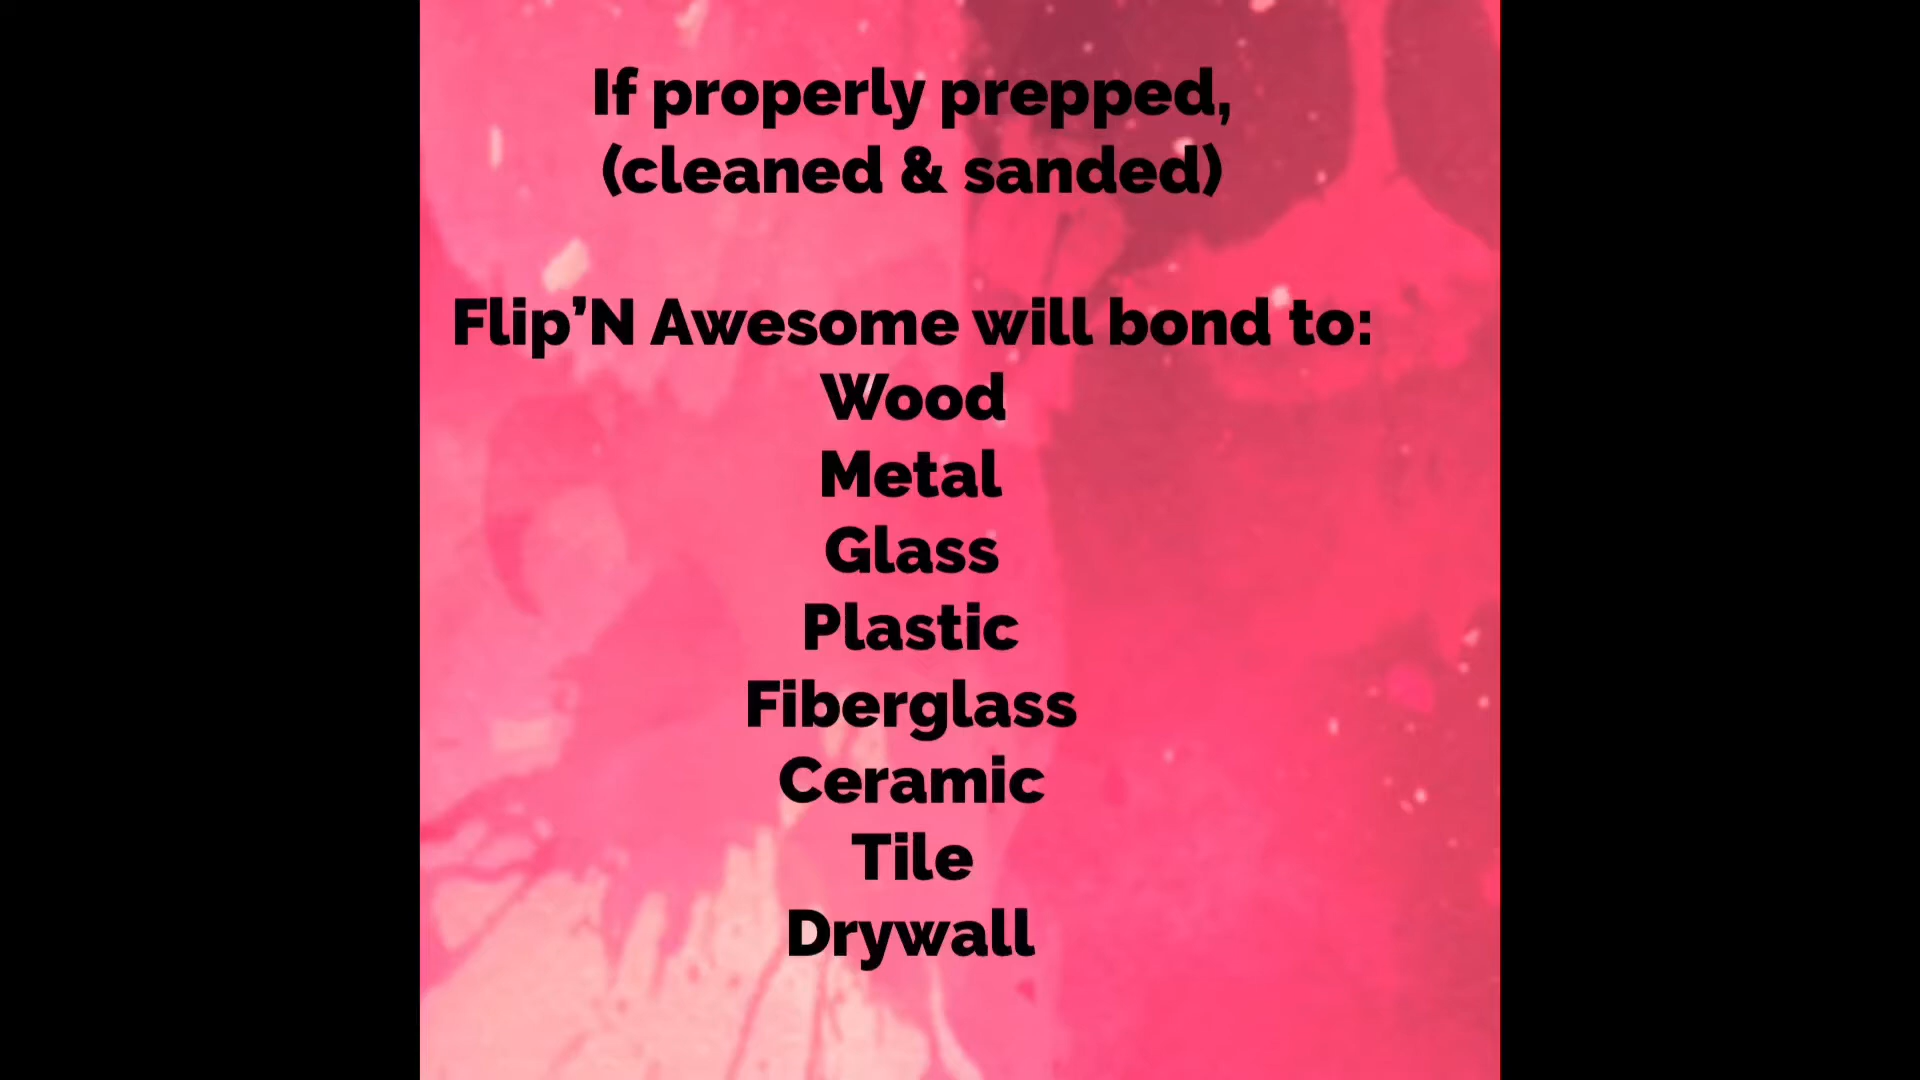 If properly prepped,
(cleaned & sanded)
Flip’N Awesome will bond to:
Wood
Metal
Glass
Plastic
Fiberglass
Ceramic
Tile
Drywall